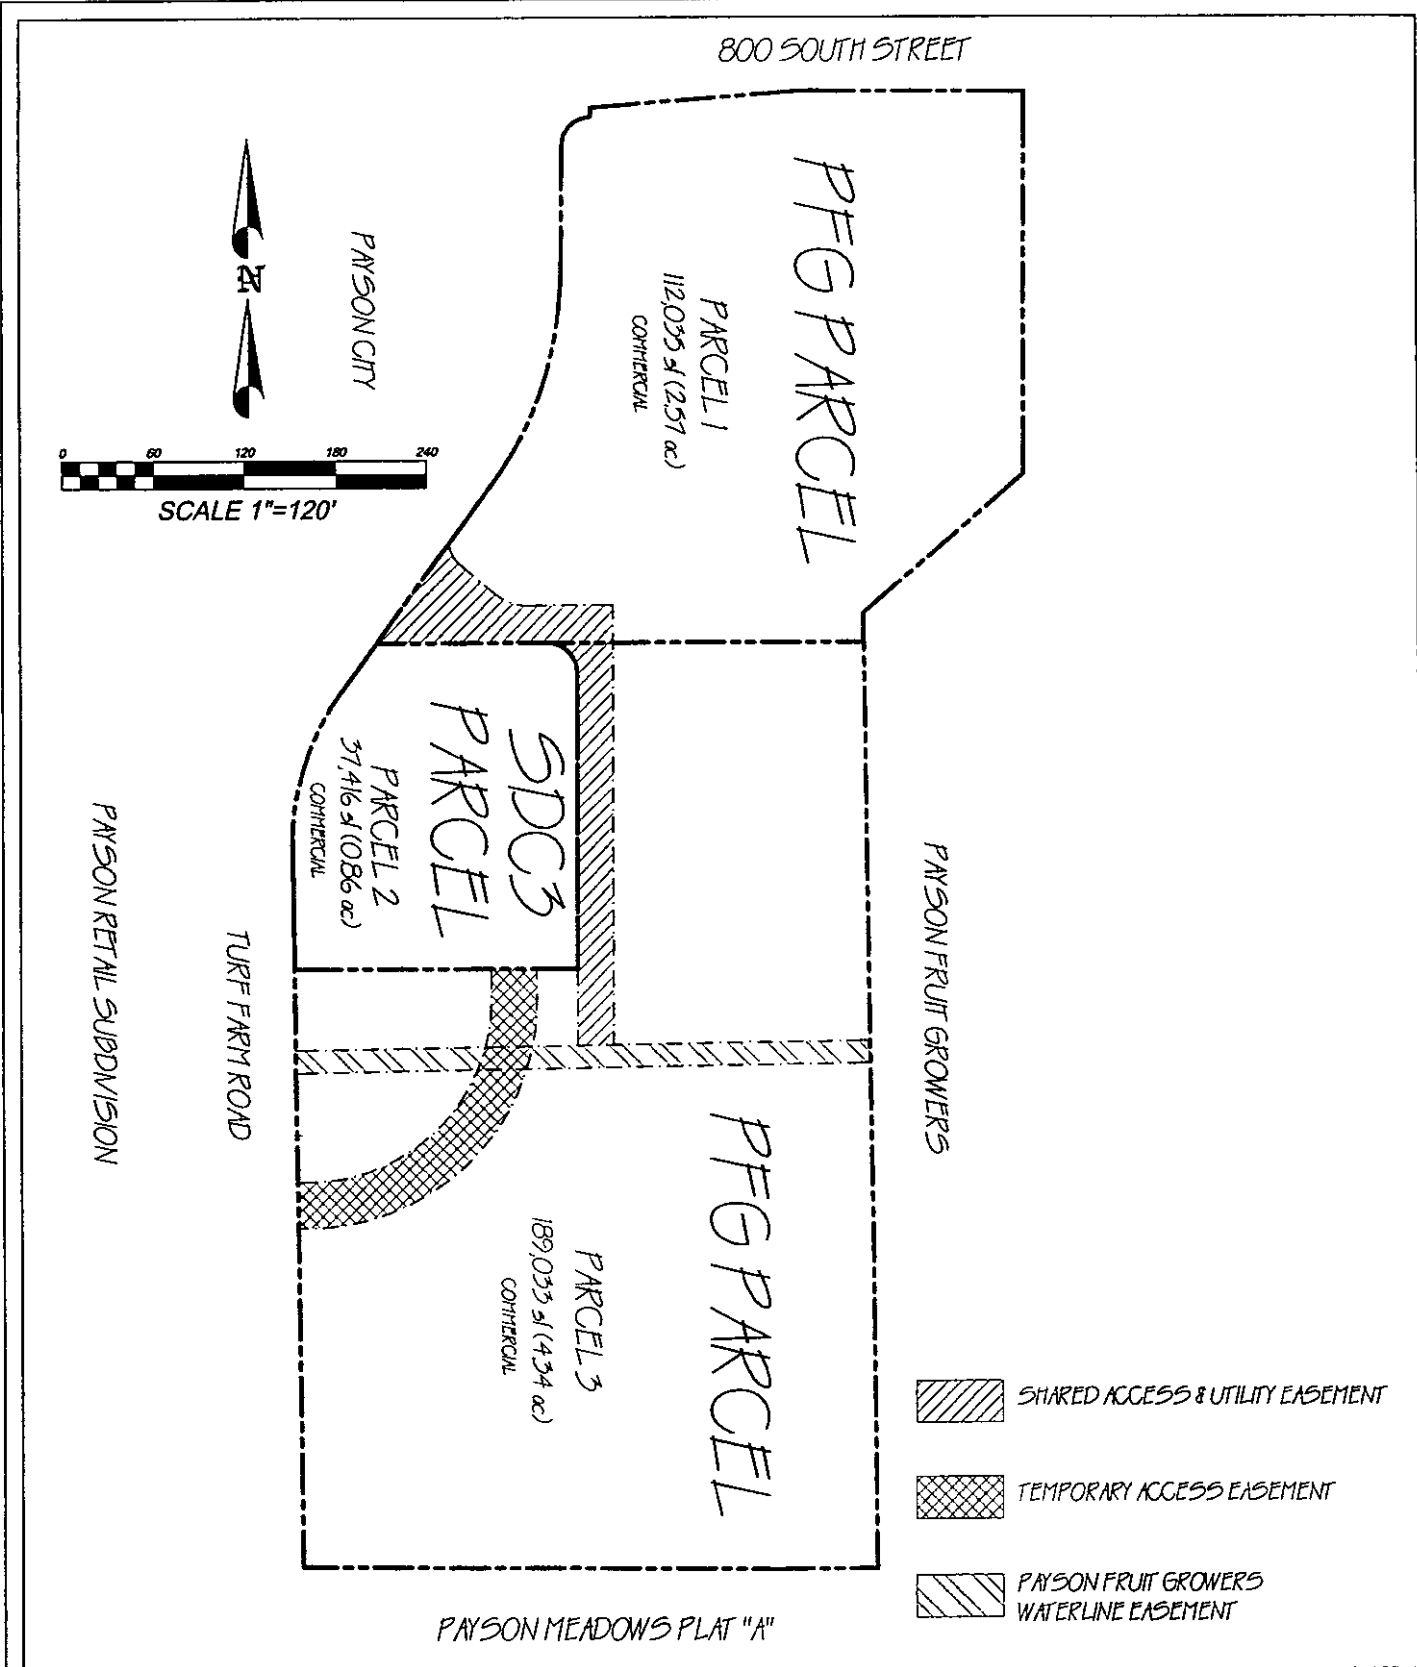 800 SOUTH STREET
PFG PARCEL
PARCEL 1
112,035 sf (2.57 ac)
COMMERCIAL
PAYSON CITY
N
0 60 120 180 240
SCALE 1"=120'
SDC3
PARCEL
PARCEL 2
37,416 sf (0.86 ac)
COMMERCIAL
PAYSON FRUIT GROWERS
TURF FARM ROAD
PAYSON RETAIL SUBDIVISION
PFG PARCEL
PARCEL 3
189,033 sf (4.34 ac)
COMMERCIAL
SHARED ACCESS & UTILITY EASEMENT
TEMPORARY ACCESS EASEMENT
PAYSON FRUIT GROWERS
WATERLINE EASEMENT
PAYSON MEADOWS PLAT "A"